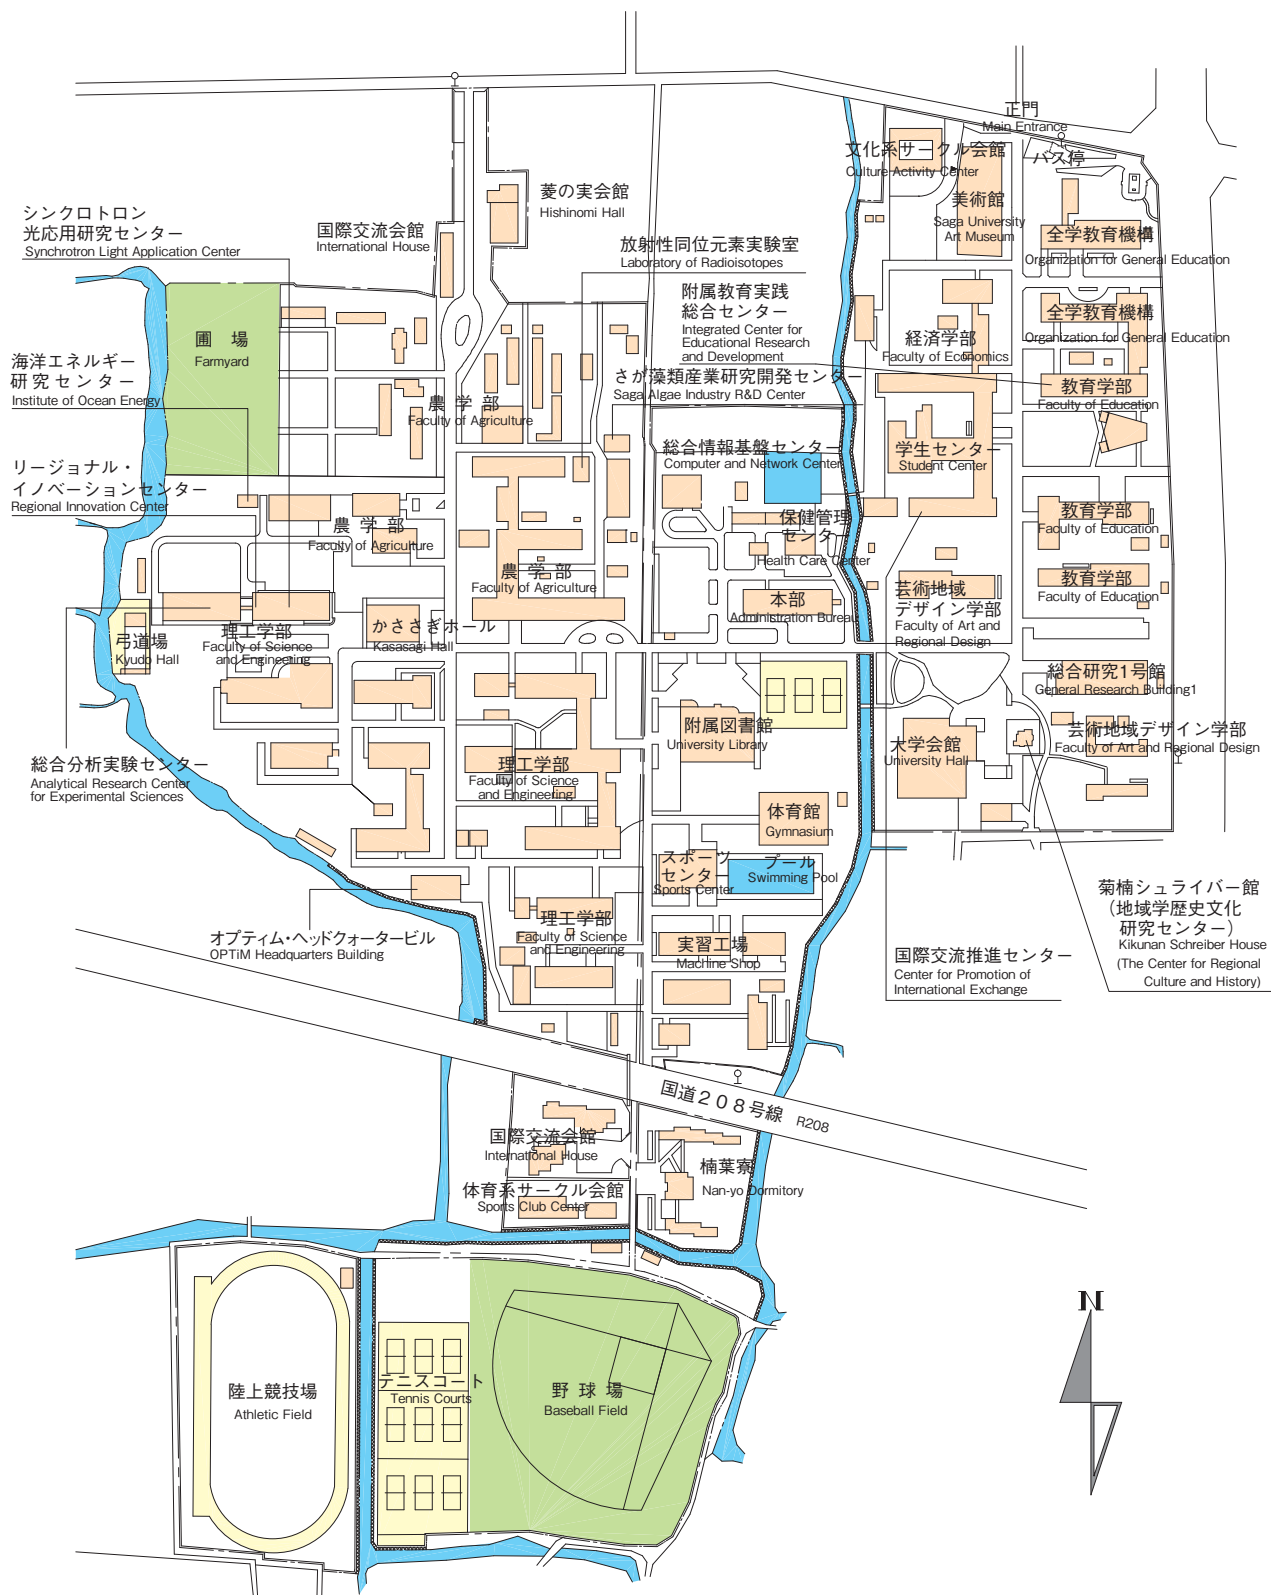 正門
Main Entrance
バス停
文化系サークル会館
Culture Activity Center
美術館
Saga University
Art Museum
全学教育機構
Organization for General Education
菱の実会館
Hishinomi Hall
シンクロトロン
光応用研究センター
Synchrotron Light Application Center
国際交流会館
International House
放射性同位元素実験室
Laboratory of Radioisotopes
附属教育実践
総合センター
Integrated Center for
Educational Research
and Development
経済学部
Faculty of Economics
全学教育機構
Organization for General Education
圃場
Farmyard
海洋エネルギー
研究センター
Institute of Ocean Energy
さが藻類産業研究開発センター
Saga Algae Industry R&D Center
教育学部
Faculty of Education
農学部
Faculty of Agriculture
総合情報基盤センター
Computer and Network Center
学生センター
Student Center
リージョナル・
イノベーションセンター
Regional Innovation Center
農学部
Faculty of Agriculture
保健管理
センター
Health Care Center
教育学部
Faculty of Education
農学部
Faculty of Agriculture
教育学部
Faculty of Education
本部
Administration Bureau
芸術地域
デザイン学部
Faculty of Art and
Regional Design
弓道場
Kyudo Hall
理工学部
Faculty of Science
and Engineering
かささぎホール
Kasasagi Hall
総合研究1号館
General Research Building1
附属図書館
University Library
大学会館
University Hall
芸術地域デザイン学部
Faculty of Art and Regional Design
総合分析実験センター
Analytical Research Center
for Experimental Sciences
理工学部
Faculty of Science
and Engineering
体育館
Gymnasium
スポーツ
センター
Sports Center
プール
Swimming Pool
オプティム・ヘッドクォータービル
OPTiM Headquarters Building
理工学部
Faculty of Science
and Engineering
実習工場
Machine Shop
国際交流推進センター
Center for Promotion of
International Exchange
菊楠シュライバー館
(地域学歴史文化
研究センター)
Kikunan Schreiber House
(The Center for Regional
Culture and History)
国道208号線 R208
国際交流会館
International House
楠葉寮
Nan-yo Dormitory
体育系サークル会館
Sports Club Center
N
陸上競技場
Athletic Field
テニスコート
Tennis Courts
野球場
Baseball Field